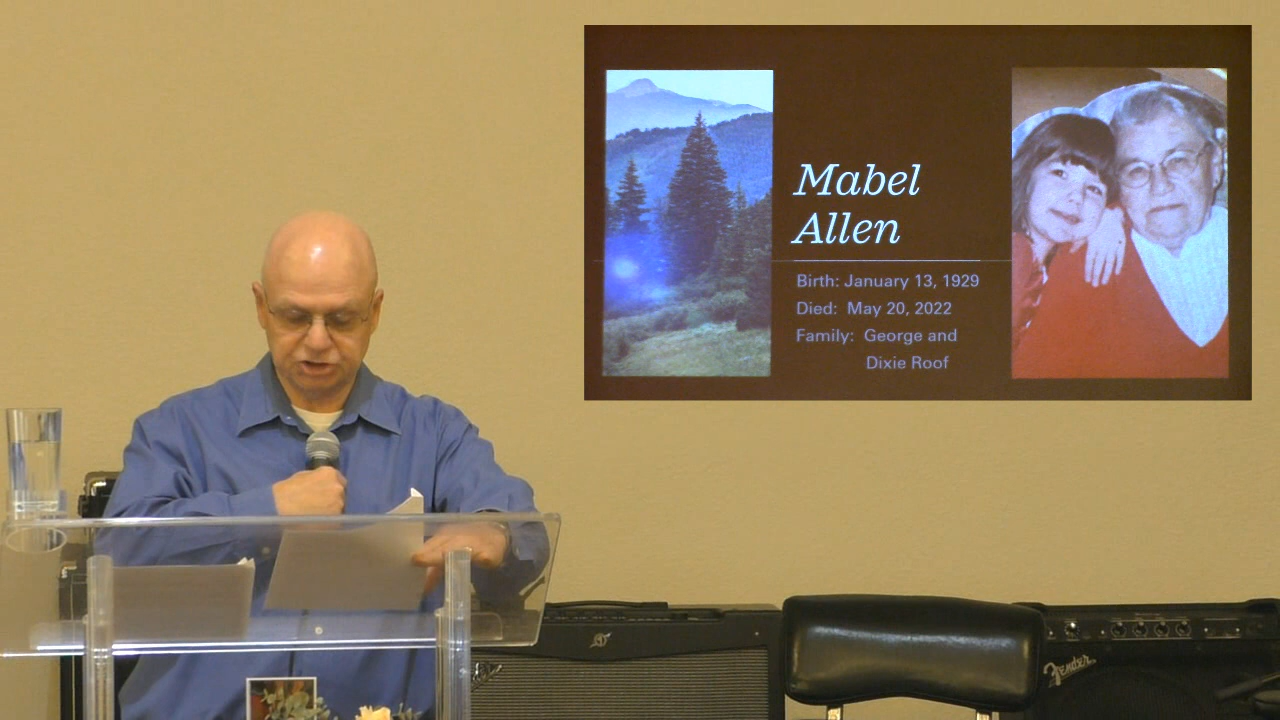 Mabel
Allen
Birth: January 13, 1929
Died: May 20, 2022
Family: George and
Dixie Roof
Fender